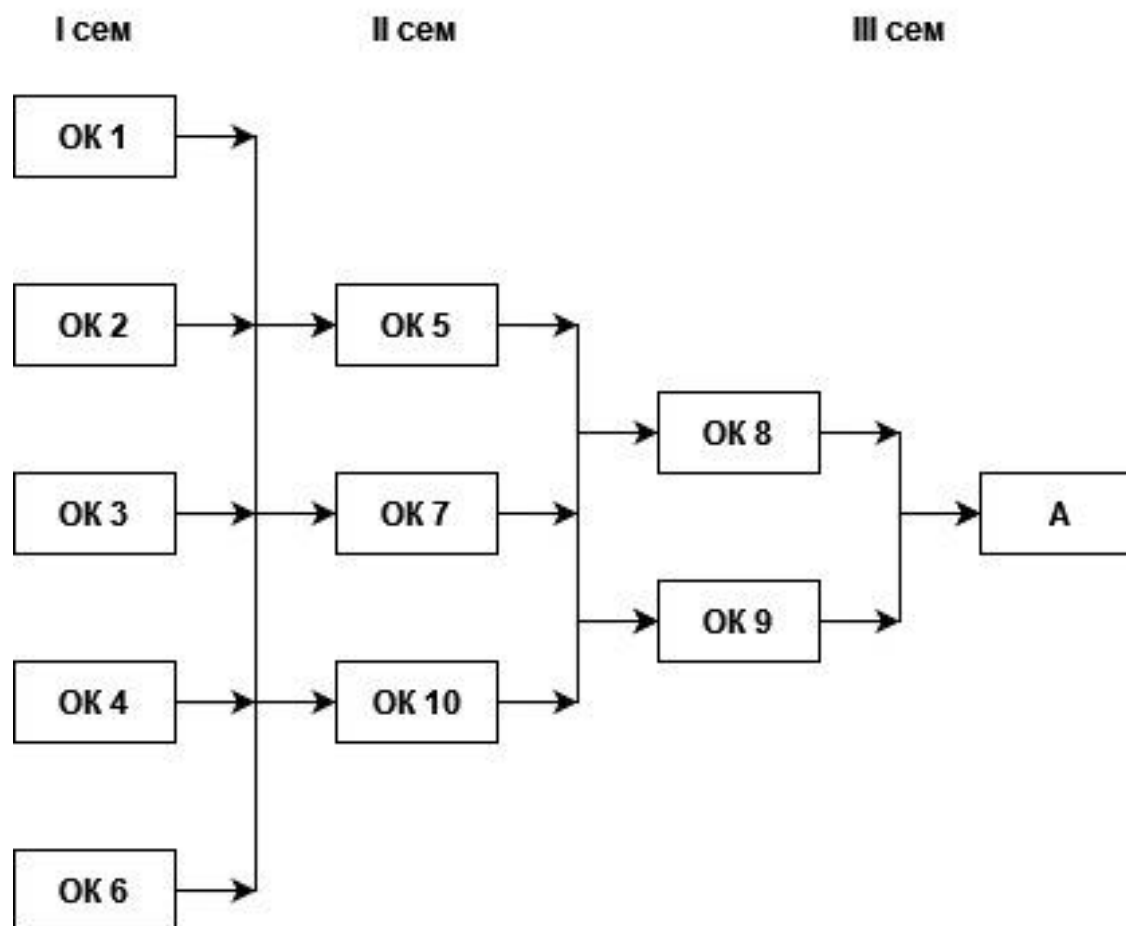 I сем
II сем
III сем
ОК 1
ОК 2
ОК 5
ОК 8
ОК 3
ОК 7
А
ОК 9
ОК 4
ОК 10
ОК 6